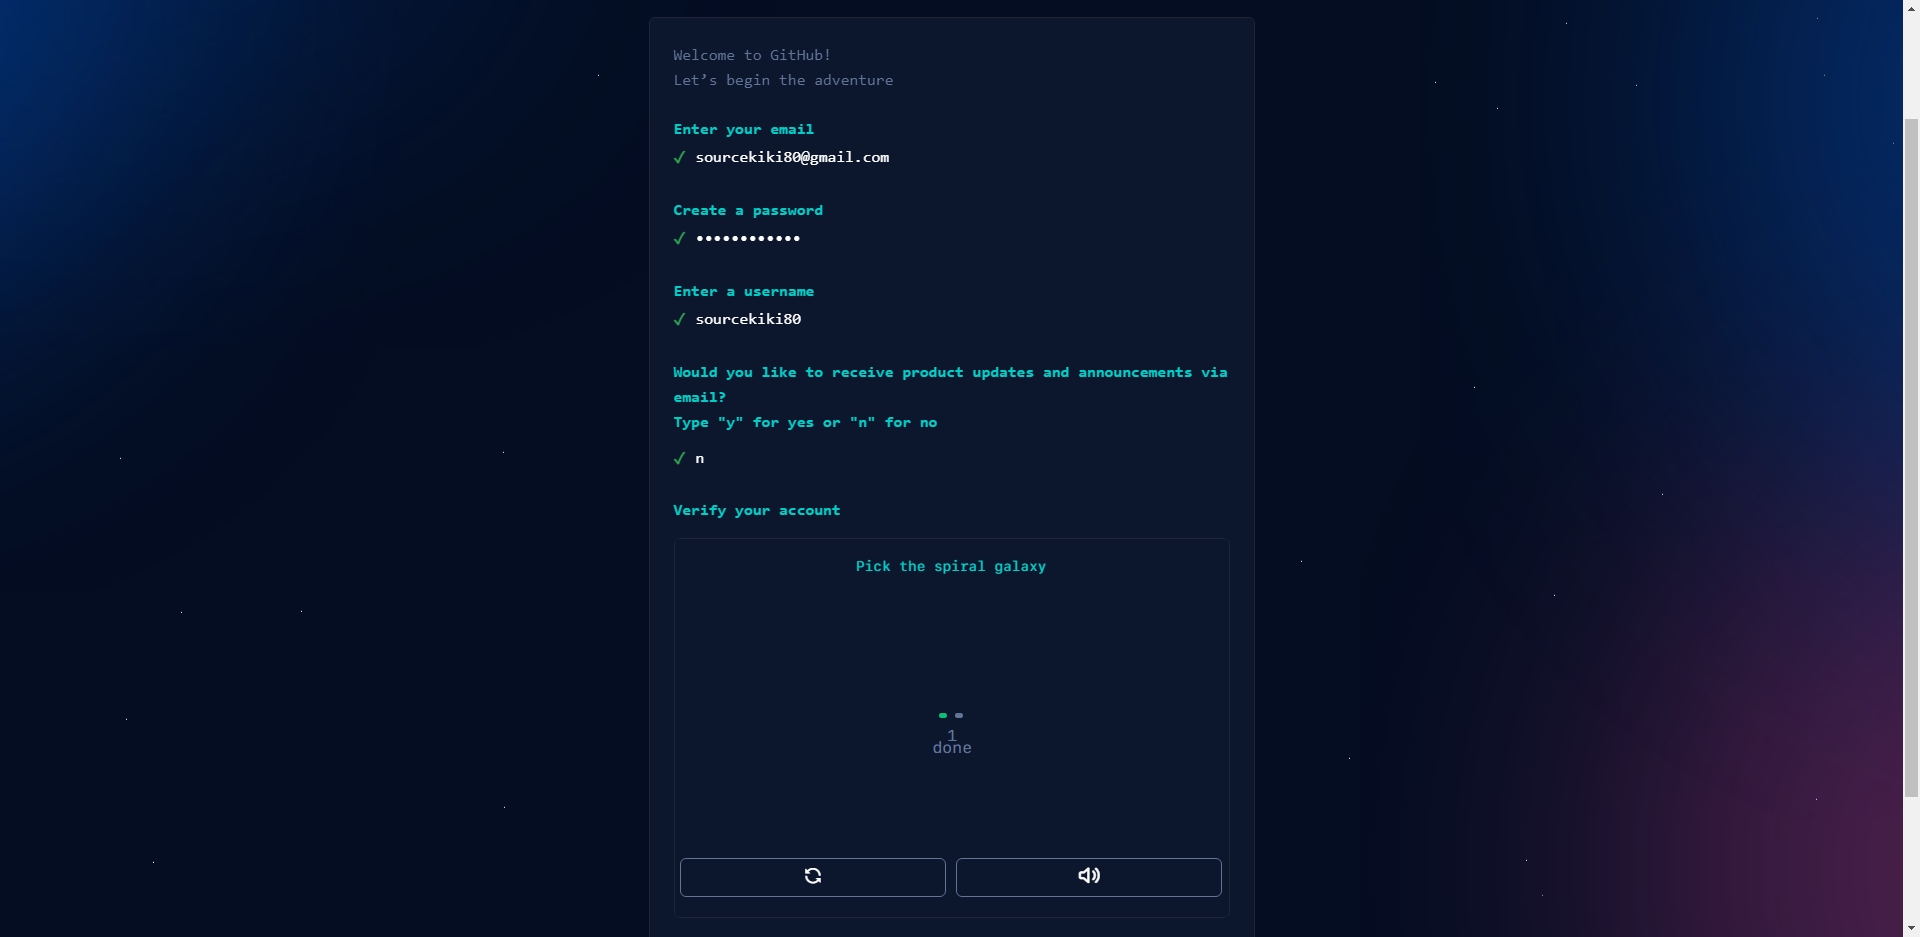 Welcome to GitHub!
Let’s begin the adventure
Enter your email
✓ sourcekiki80@gmail.com
Create a password
✓ ••••••••••••
Enter a username
✓ sourcekiki80
Would you like to receive product updates and announcements via
email?
Type "y" for yes or "n" for no
✓ n
Verify your account
Pick the spiral galaxy
1
done